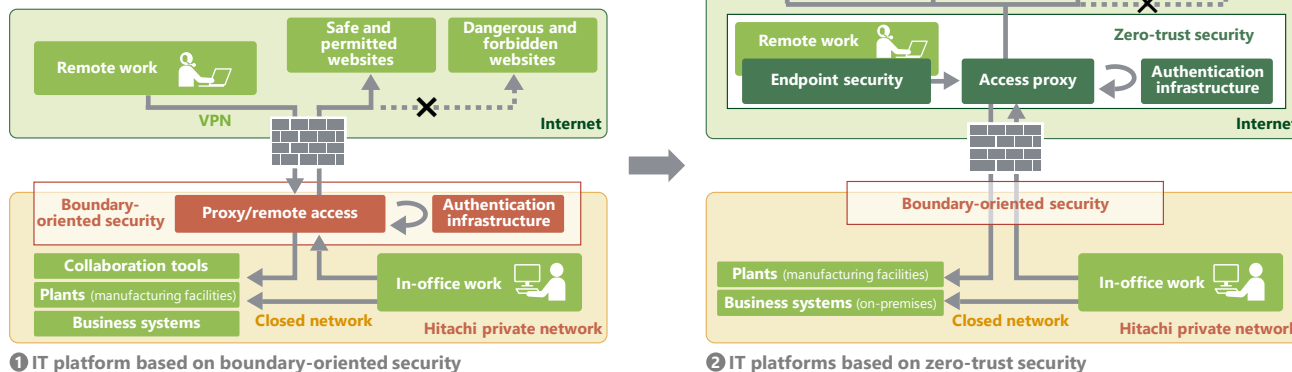 Remote work
Safe and
permitted
websites
Dangerous and
forbidden
websites
VPN
Internet
Boundary-
oriented security
Proxy/remote access
Authentication
infrastructure
Collaboration tools
Plants (manufacturing facilities)
Business systems
In-office work
Closed network
Hitachi private network
❶ IT platform based on boundary-oriented security
Zero-trust security
Remote work
Endpoint security
Access proxy
Authentication
infrastructure
Internet
Boundary-oriented security
Plants (manufacturing facilities)
Business systems (on-premises)
In-office work
Closed network
Hitachi private network
❷ IT platforms based on zero-trust security